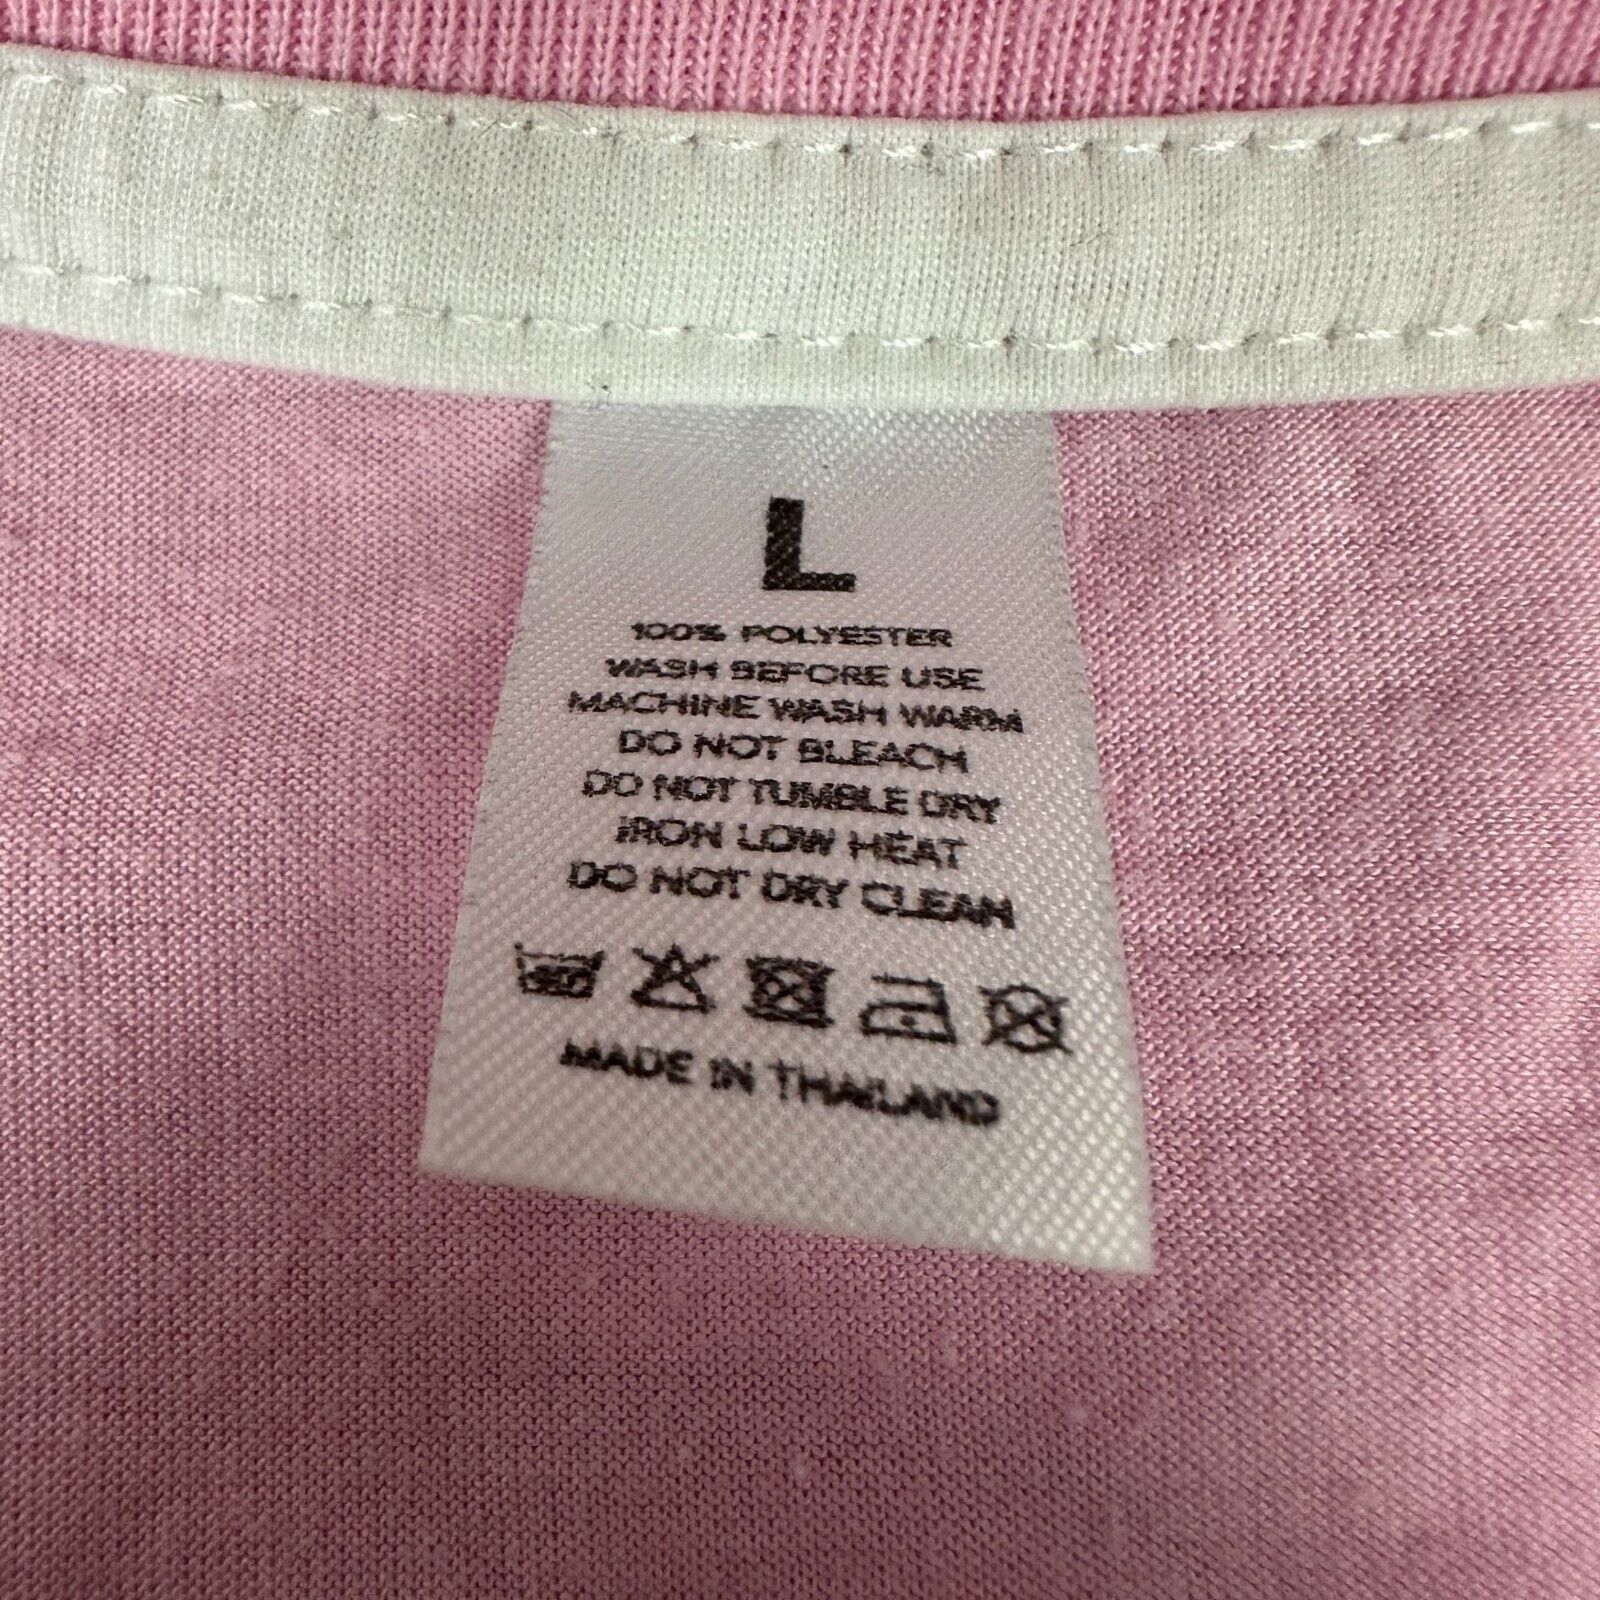 L
100% POLYESTER
WASH BEFORE USE
MACHINE WASH WARM
DO NOT BLEACH
DO NOT TUMBLE DRY
IRON LOW HEAT
DO NOT DRY CLEAN
MADE IN THAILAND